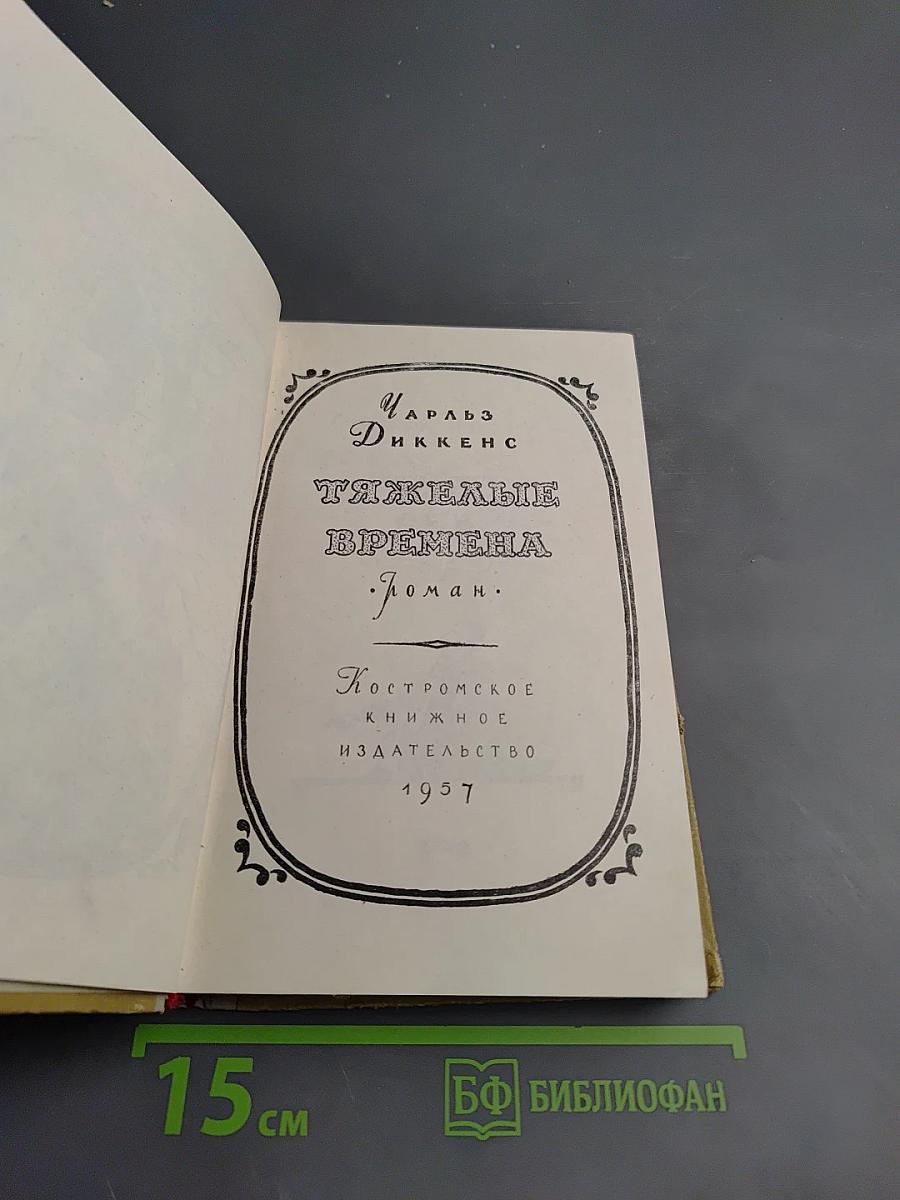 Чарльз
Диккенс
ТЯЖЕЛЫЕ
ВРЕМЕНА
·роман·
Костромское
книжное
издательство
1957
15 см
БФ БИБЛИОФАН